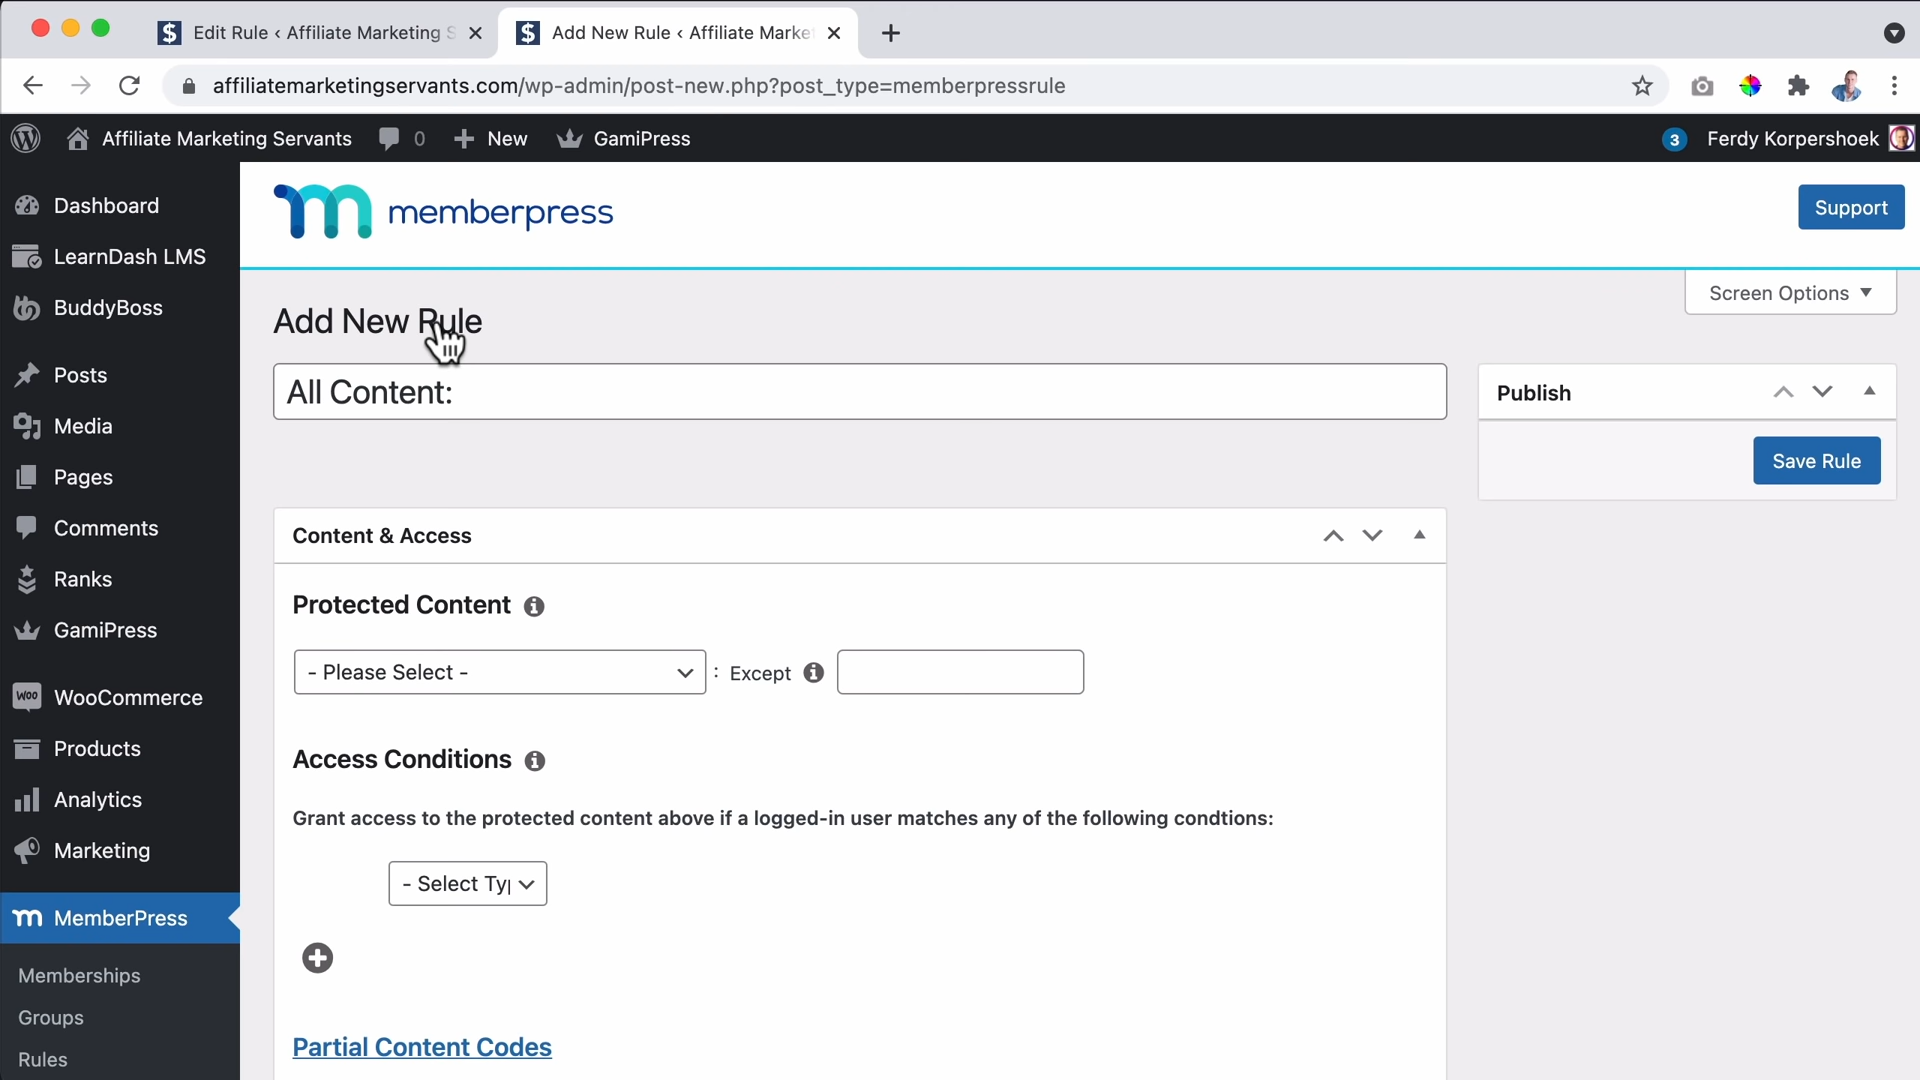 Edit Rule ‹ Affiliate Marketing S
Add New Rule ‹ Affiliate Marke
affiliatemarketingservants.com/wp-admin/post-new.php?post_type=memberpressrule
Affiliate Marketing Servants
0
New
GamiPress
3
Ferdy Korpershoek
Dashboard
LearnDash LMS
BuddyBoss
Posts
Media
Pages
Comments
Ranks
GamiPress
WooCommerce
Products
Analytics
Marketing
MemberPress
Memberships
Groups
Rules
memberpress
Support
Screen Options
Add New Rule
All Content:
Publish
Save Rule
Content & Access
Protected Content
- Please Select -
: Except
Access Conditions
Grant access to the protected content above if a logged-in user matches any of the following condtions:
- Select Typ
Partial Content Codes